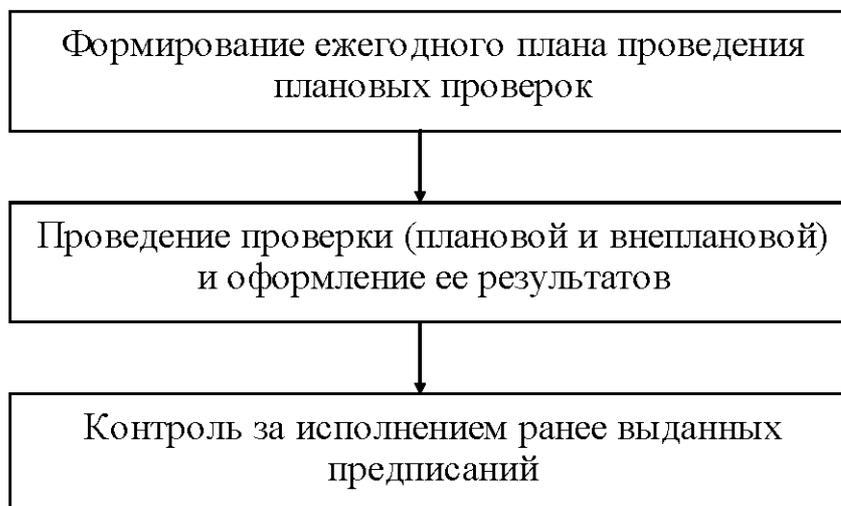 Формирование ежегодного плана проведения
плановых проверок
Проведение проверки (плановой и внеплановой)
и оформление ее результатов
Контроль за исполнением ранее выданных
предписаний